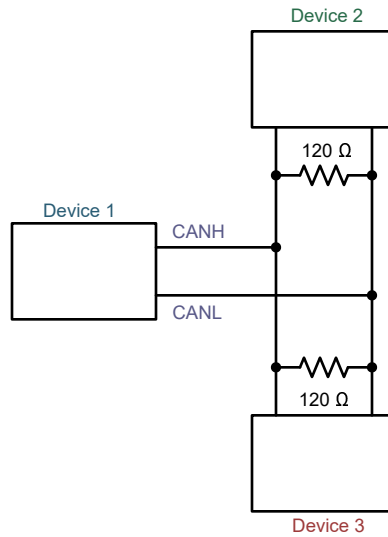 Device 2
120 Ω
Device 1
CANH
CANL
120 Ω
Device 3